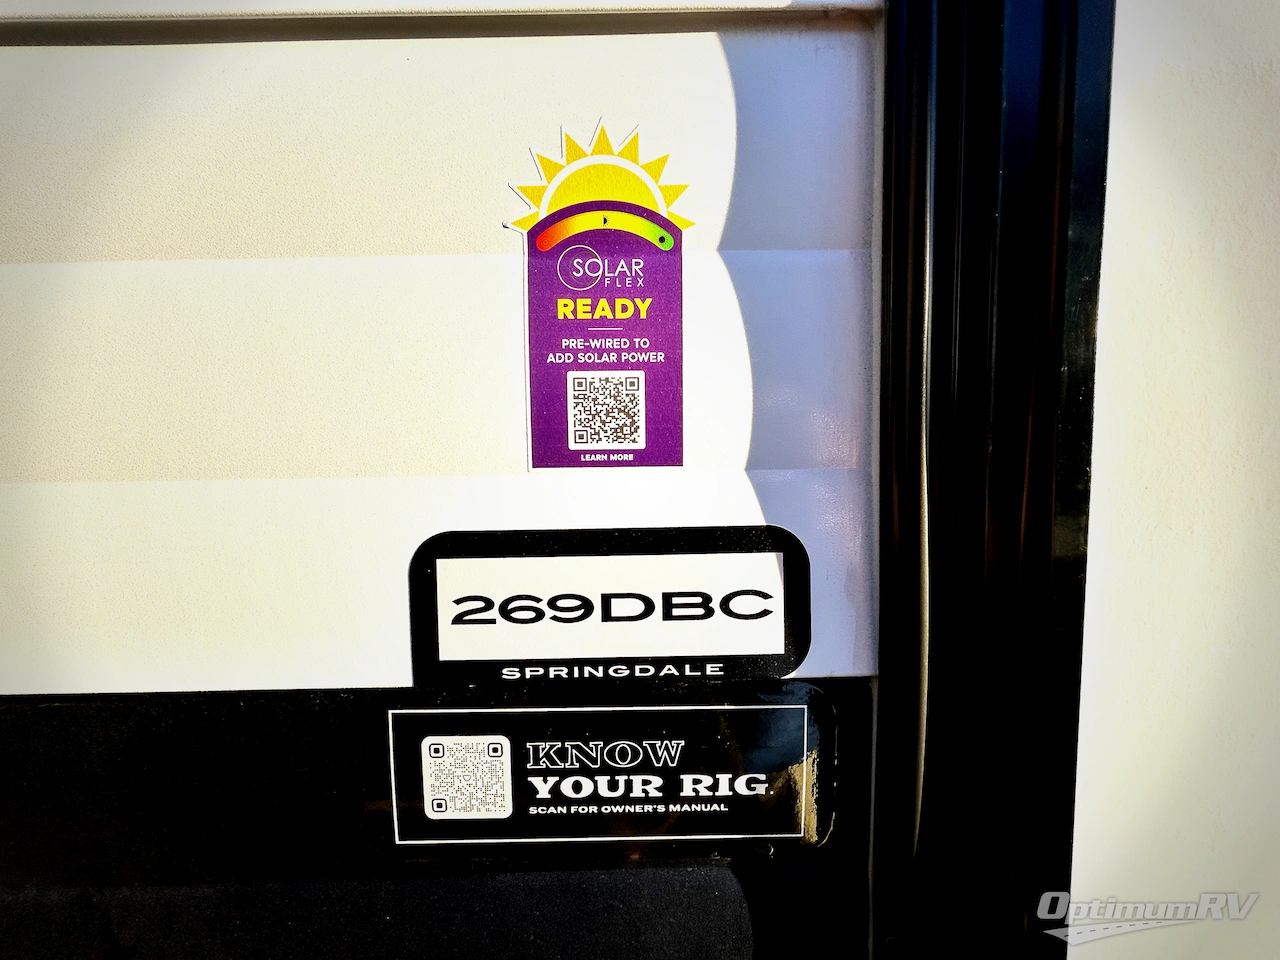 SOLAR
FLEX
READY
PRE-WIRED TO
ADD SOLAR POWER
LEARN MORE
269DBC
SPRINGDALE
KNOW
YOUR RIG.
SCAN FOR OWNER'S MANUAL
OptimumRV